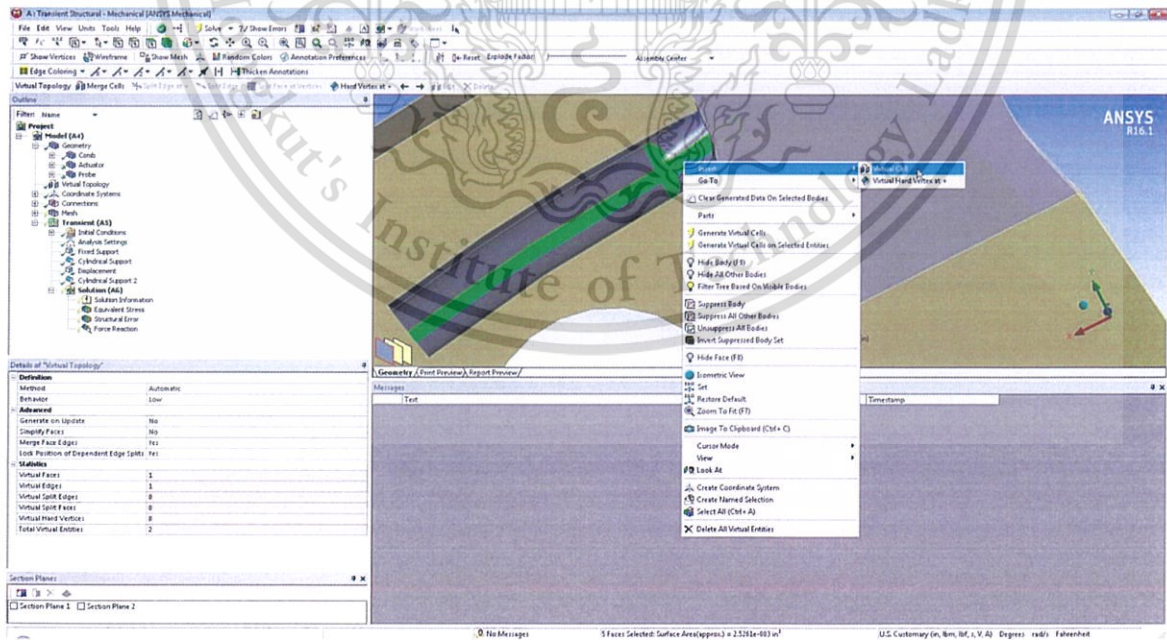 A : Transient Structural - Mechanical [ANSYS Mechanical]
File Edit View Units Tools Help Solve ?/ Show Errors
Show Vertices Wireframe Show Mesh Random Colors Annotation Preferences Reset Explode Factor: Assembly Center
Edge Coloring Thicken Annotations
Virtual Topology Merge Cells Split Face at Vertices Hard Vertex at + Edit Delete
Outline
Filter: Name
Project
Model (A4)
Geometry
Comb
Actuator
Probe
Virtual Topology
Coordinate Systems
Connections
Mesh
Transient (A5)
Initial Conditions
Analysis Settings
Fixed Support
Cylindrical Support
Displacement
Cylindrical Support 2
Solution (A6)
Solution Information
Equivalent Stress
Structural Error
Force Reaction
ANSYS
R16.1
Insert
Virtual Cell
Go To
Virtual Hard Vertex at +
Clear Generated Data On Selected Bodies
Parts
Generate Virtual Cells
Generate Virtual Cells on Selected Entities
Hide Body (F9)
Hide All Other Bodies
Filter Tree Based On Visible Bodies
Suppress Body
Suppress All Other Bodies
Unsuppress All Bodies
Invert Suppressed Body Set
Hide Face (F8)
Isometric View
Set
Restore Default
Zoom To Fit (F7)
Image To Clipboard (Ctrl+ C)
Cursor Mode
View
Look At
Create Coordinate System
Create Named Selection
Select All (Ctrl+ A)
Delete All Virtual Entities
X
Geometry Print Preview Report Preview
Details of "Virtual Topology"
Definition
Method Automatic
Behavior Low
Advanced
Generate on Update No
Simplify Faces No
Merge Face Edges Yes
Lock Position of Dependent Edge Splits Yes
Statistics
Virtual Faces 1
Virtual Edges 1
Virtual Split Edges 0
Virtual Split Faces 0
Virtual Hard Vertices 0
Total Virtual Entities 2
Messages
Text Timestamp
Section Planes
Section Plane 1 Section Plane 2
No Messages 5 Faces Selected: Surface Area(approx.) = 2.5261e-003 in² U.S. Customary (in, lbm, lbf, s, V, A) Degrees rad/s Fahrenheit
kut's Institute of Technology Lad